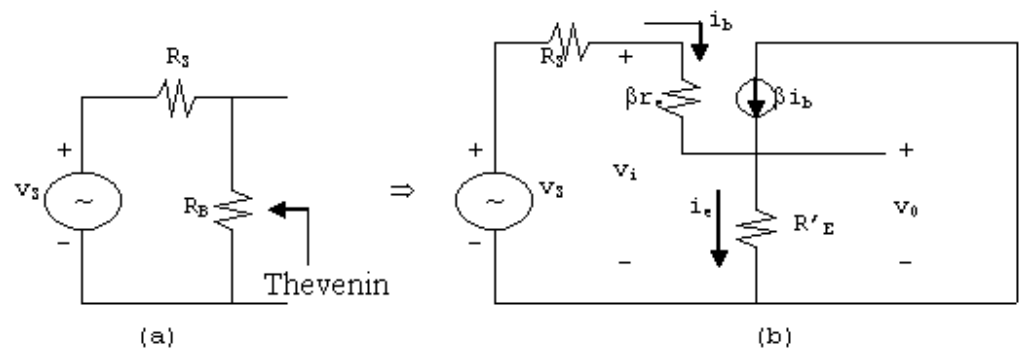 R_S
v_S
+
~
-
R_B
Thevenin
(a)
⇒
i_b
R_S
+
βr_e
βi_b
+
~
v_S
-
v_i
-
i_e
R'_E
+
v_0
-
(b)